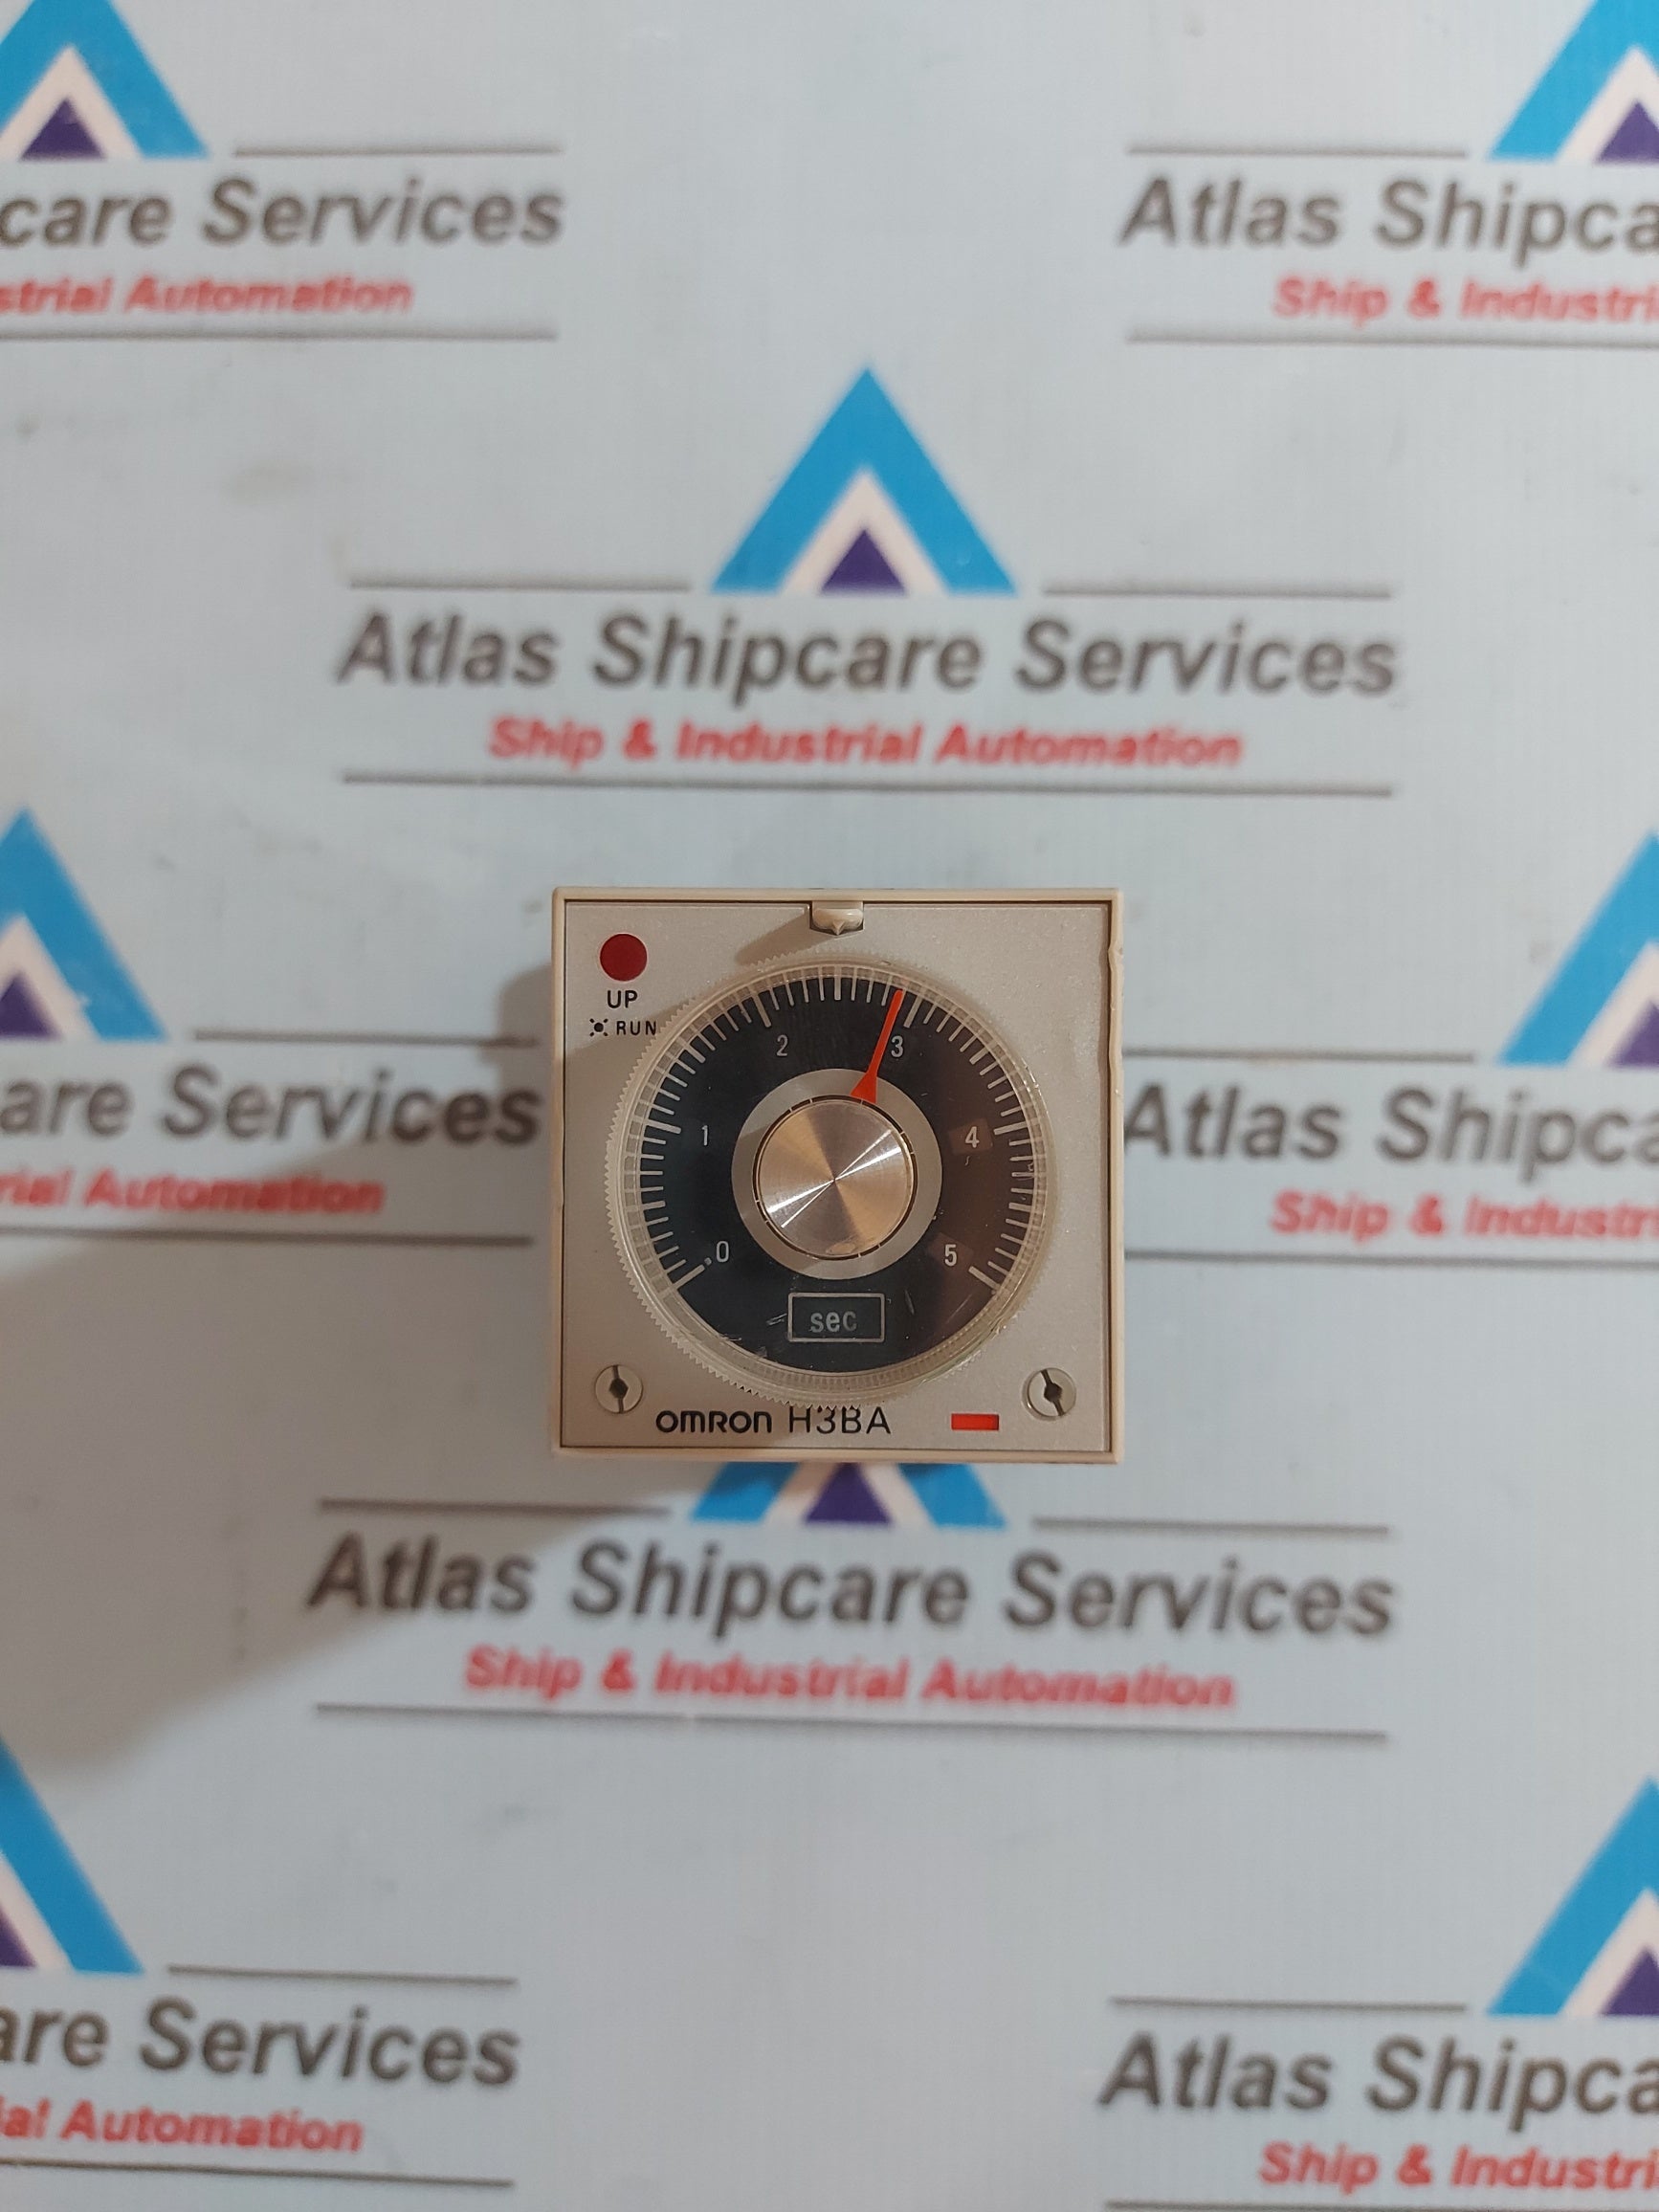 care Services
strial Automation
Atlas Shipca
Ship & Industri
Atlas Shipcare Services
Ship & Industrial Automation
are Services
rial Automation
Atlas Shipca
Ship & Industr
UP
RUN
0
1
2
3
4
5
sec
OMRON H3BA
Atlas Shipcare Services
Ship & Industrial Automation
are Services
ial Automation
Atlas Shipca
Ship & Industri